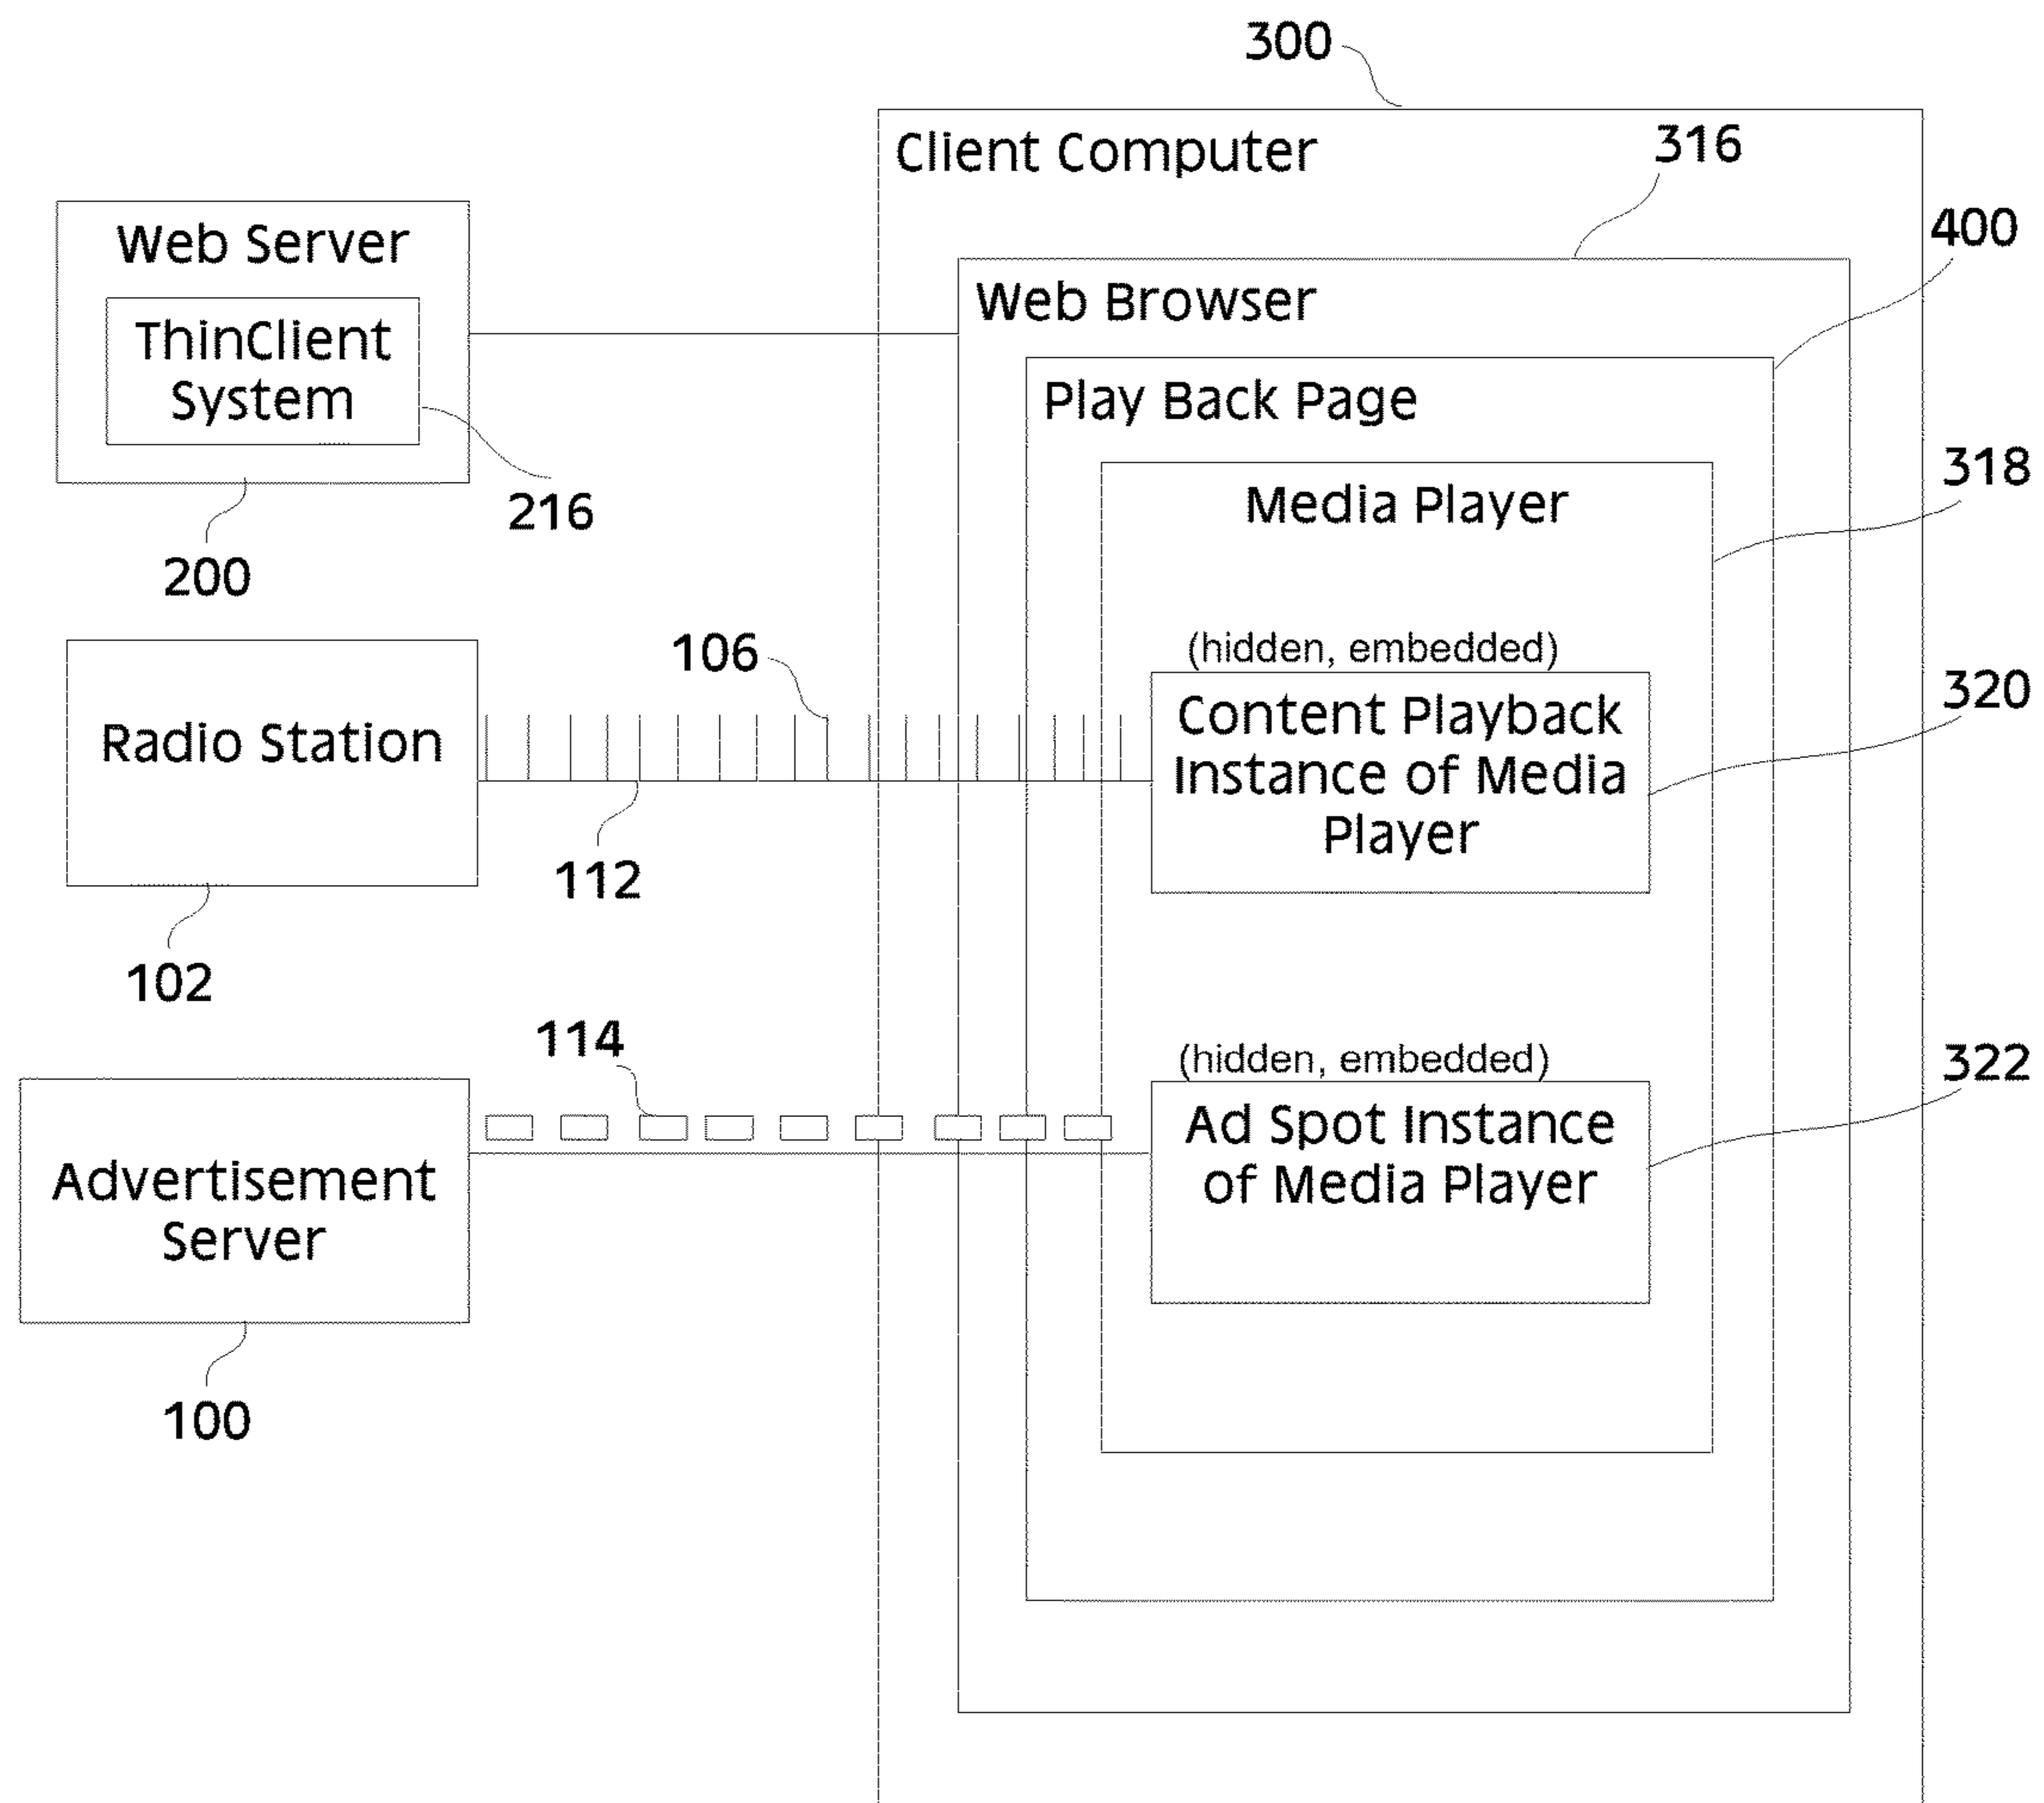 300
Client Computer
316
400
Web Server
ThinClient
System
216
200
Web Browser
Play Back Page
318
Media Player
Radio Station
102
106
112
(hidden, embedded)
320
Content Playback
Instance of Media
Player
114
(hidden, embedded)
322
Ad Spot Instance
of Media Player
Advertisement
Server
100